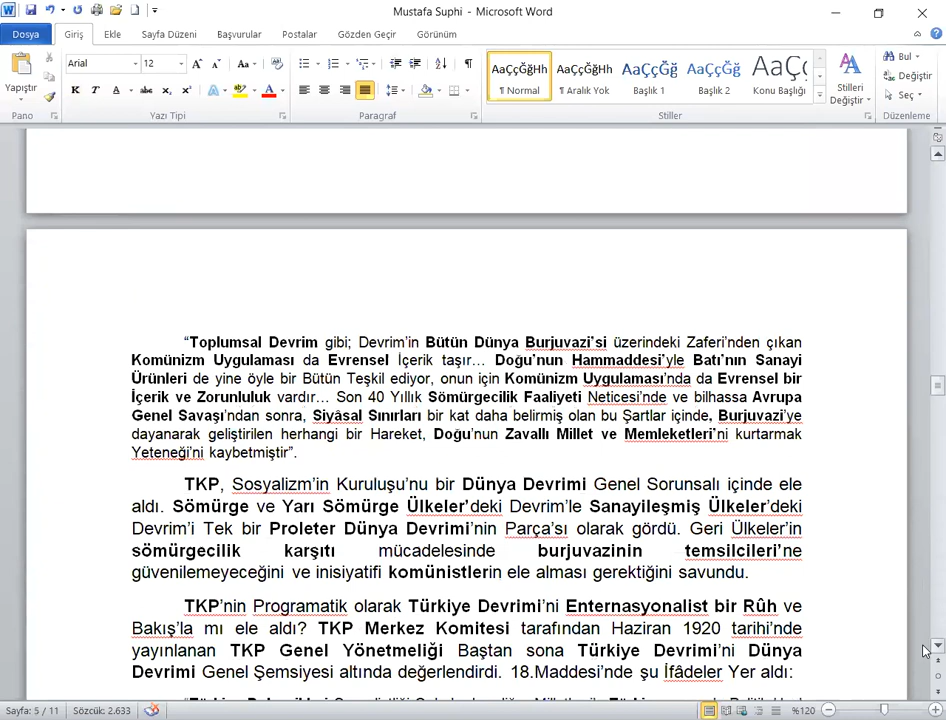 Mustafa Suphi - Microsoft Word
Dosya Giriş Ekle Sayfa Düzeni Başvurular Postalar Gözden Geçir Görünüm
Yapıştır
Arial 12
Stilleri Değiştir
Bul
Değiştir
Seç
AaÇçĞğHh AaÇçĞğHh AaÇçĞğ AaÇçĞğ AaÇç
¶ Normal ¶ Aralık Yok Başlık 1 Başlık 2 Konu Başlığı
Pano Yazı Tipi Paragraf Stiller Düzenleme
“Toplumsal Devrim gibi; Devrim’in Bütün Dünya Burjuvazi’si üzerindeki Zaferi’nden çıkan
Komünizm Uygulaması da Evrensel İçerik taşır… Doğu’nun Hammaddesi’yle Batı’nın Sanayi
Ürünleri de yine öyle bir Bütün Teşkil ediyor, onun için Komünizm Uygulaması’nda da Evrensel bir
İçerik ve Zorunluluk vardır… Son 40 Yıllık Sömürgecilik Faaliyeti Neticesi’nde ve bilhassa Avrupa
Genel Savaşı’ndan sonra, Siyâsal Sınırları bir kat daha belirmiş olan bu Şartlar içinde, Burjuvazi’ye
dayanarak geliştirilen herhangi bir Hareket, Doğu’nun Zavallı Millet ve Memleketleri’ni kurtarmak
Yeteneği’ni kaybetmiştir”.
TKP, Sosyalizm’in Kuruluşu’nu bir Dünya Devrimi Genel Sorunsalı içinde ele
aldı. Sömürge ve Yarı Sömürge Ülkeler’deki Devrim’le Sanayileşmiş Ülkeler’deki
Devrim’i Tek bir Proleter Dünya Devrimi’nin Parça’sı olarak gördü. Geri Ülkeler’in
sömürgecilik karşıtı mücadelesinde burjuvazinin temsilcileri’ne
güvenilemeyeceğini ve inisiyatifi komünistlerin ele alması gerektiğini savundu.
TKP’nin Programatik olarak Türkiye Devrimi’ni Enternasyonalist bir Rûh ve
Bakış’la mı ele aldı? TKP Merkez Komitesi tarafından Haziran 1920 tarihi’nde
yayınlanan TKP Genel Yönetmeliği Baştan sona Türkiye Devrimi’ni Dünya
Devrimi Genel Şemsiyesi altında değerlendirdi. 18.Maddesi’nde şu İfâdeler Yer aldı:
Sayfa: 5 / 11 Sözcük: 2.633 %120